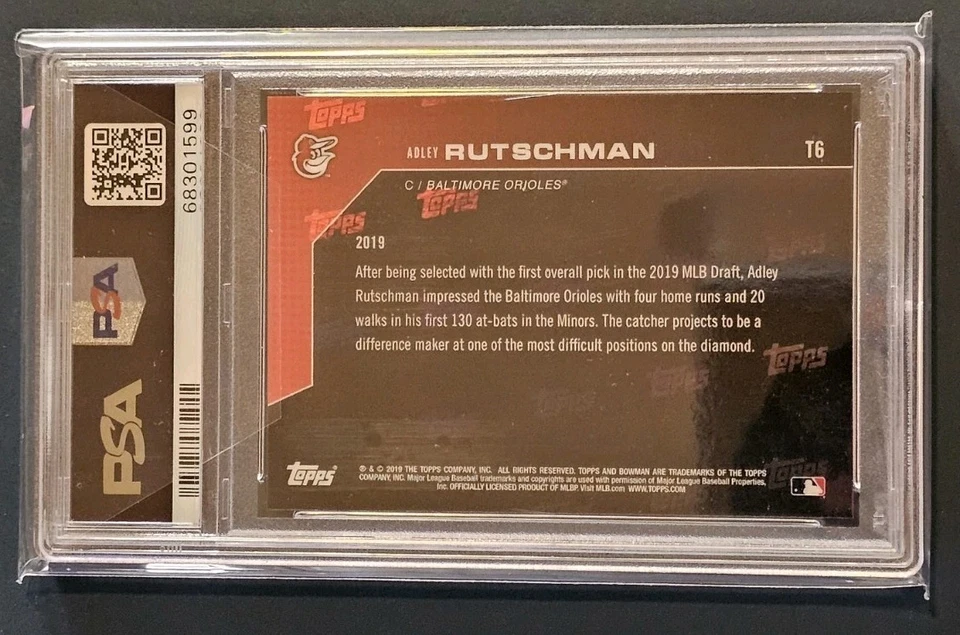 68301599
PSA
PSA
Topps
ADLEY RUTSCHMAN
T6
C / BALTIMORE ORIOLES®
Topps
Topps
2019
After being selected with the first overall pick in the 2019 MLB Draft, Adley
Rutschman impressed the Baltimore Orioles with four home runs and 20
walks in his first 130 at-bats in the Minors. The catcher projects to be a
difference maker at one of the most difficult positions on the diamond.
Topps
Topps
Topps
Topps
Topps
® & © 2019 THE TOPPS COMPANY, INC. ALL RIGHTS RESERVED. TOPPS AND BOWMAN ARE TRADEMARKS OF THE TOPPS
COMPANY, INC. Major League Baseball trademarks and copyrights are used with permission of Major League Baseball Properties,
Inc. OFFICIALLY LICENSED PRODUCT OF MLBP. Visit MLB.com WWW.TOPPS.COM